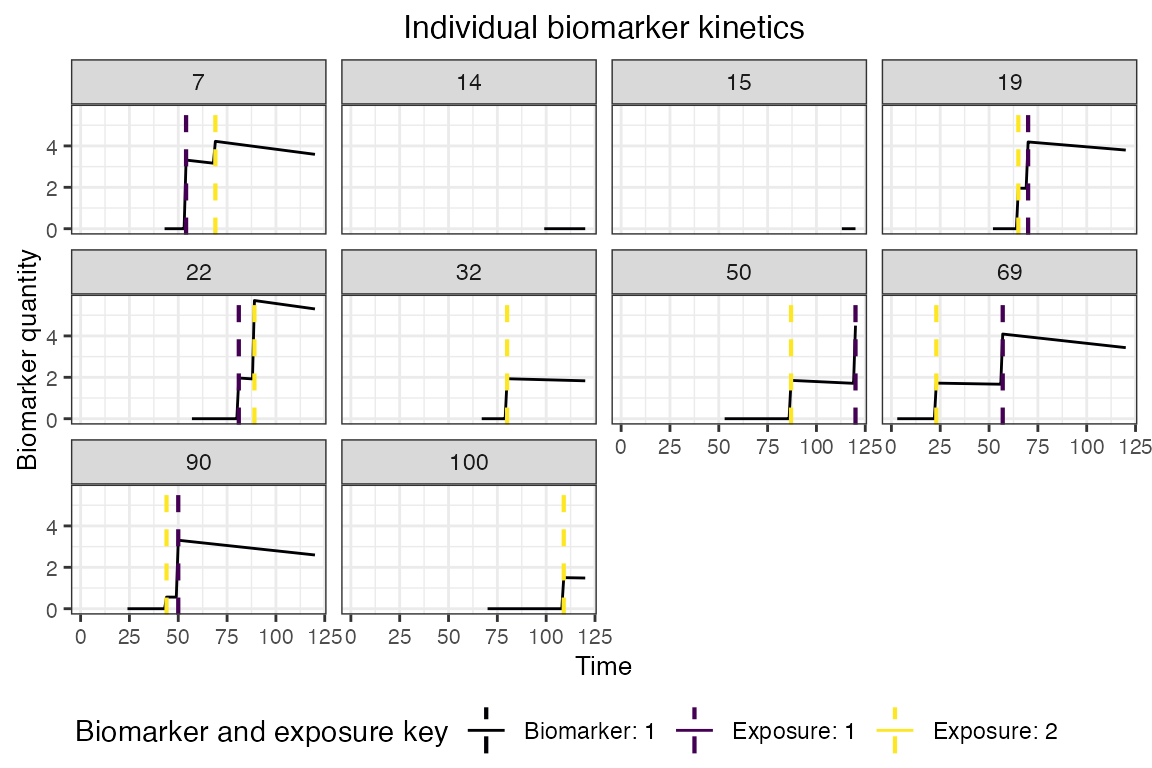 Individual biomarker kinetics
7 14 15 19
4
2
0
22 32 50 69
4
2
0
0 25 50 75 100 125 0 25 50 75 100 125
90 100
4
2
0
0 25 50 75 100 125 0 25 50 75 100 125
Biomarker quantity
Time
Biomarker and exposure key Biomarker: 1 Exposure: 1 Exposure: 2